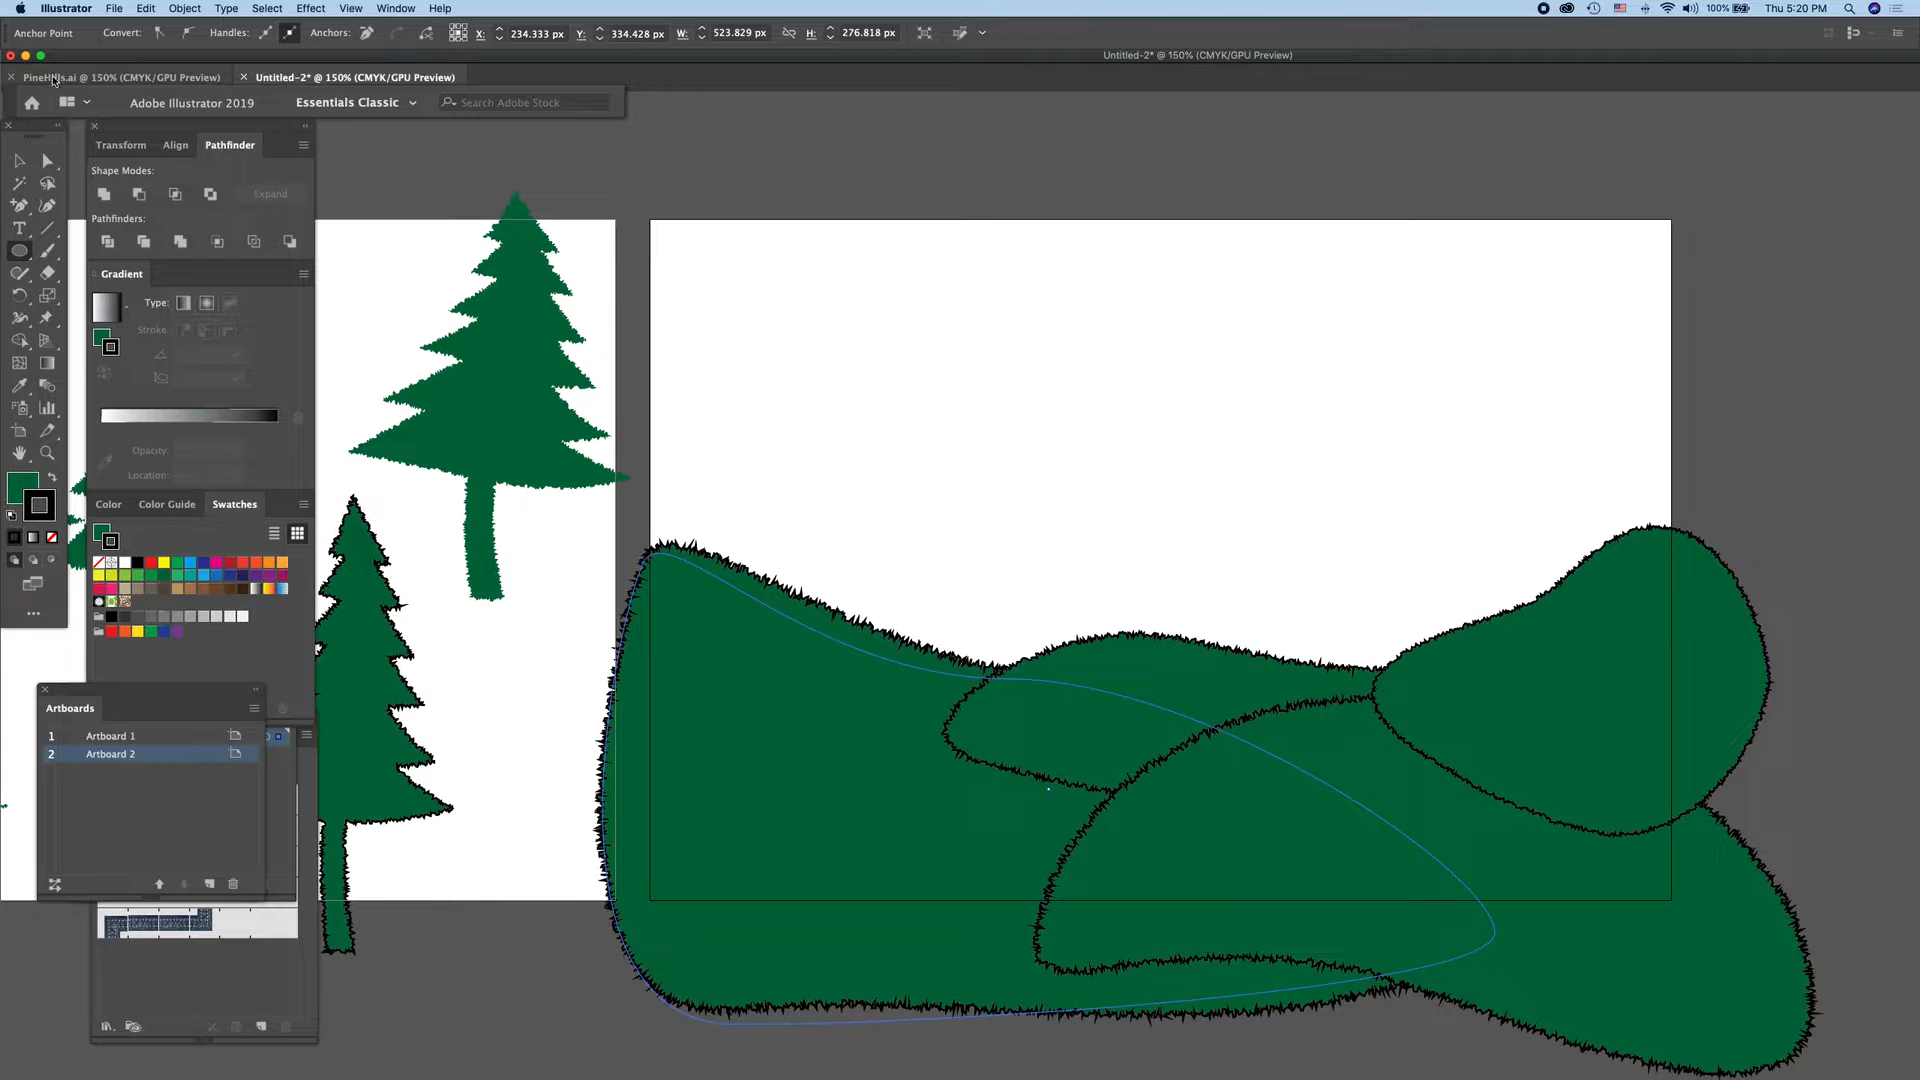 Illustrator File Edit Object Type Select Effect View Window Help
100% Thu 5:20 PM
Anchor Point Convert: Handles: Anchors: X: 234.333 px Y: 334.428 px W: 523.829 px H: 276.818 px
Untitled-2* @ 150% (CMYK/GPU Preview)
PineHills.ai @ 150% (CMYK/GPU Preview) Untitled-2* @ 150% (CMYK/GPU Preview)
Adobe Illustrator 2019 Essentials Classic Search Adobe Stock
Transform Align Pathfinder
Shape Modes:
Expand
Pathfinders:
Gradient
Type:
Stroke:
Opacity:
Location:
Color Color Guide Swatches
Artboards
1 Artboard 1
2 Artboard 2